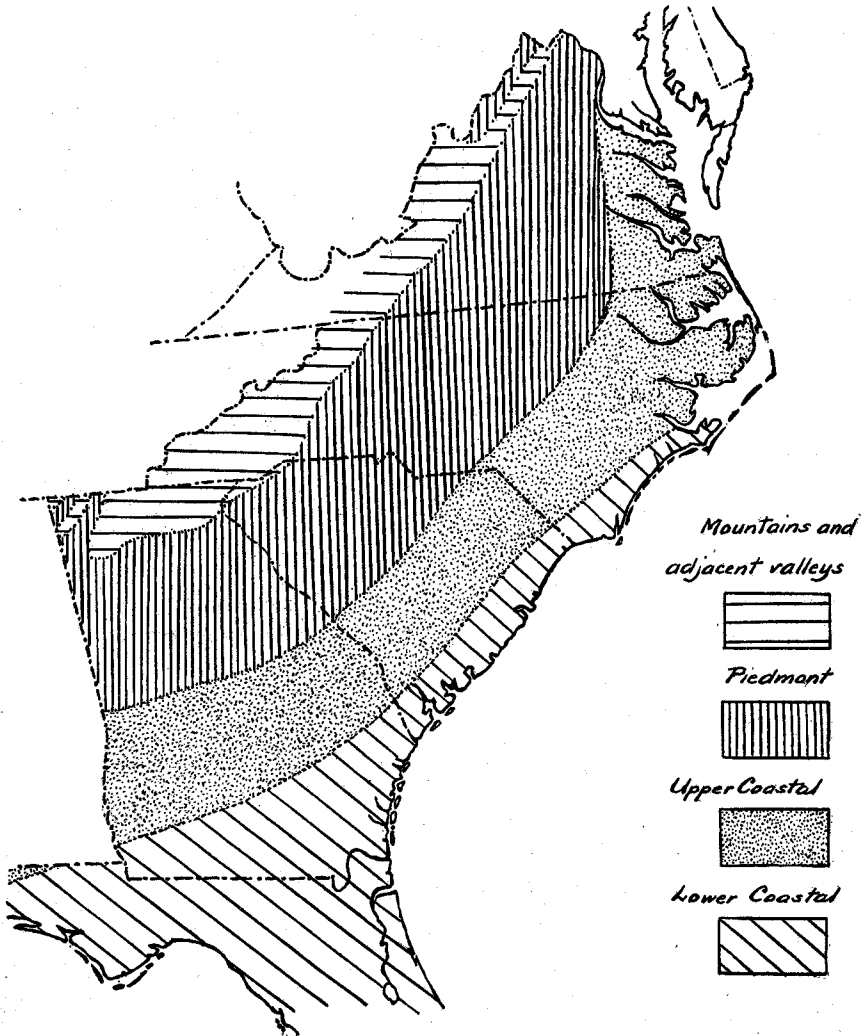 Mountains and
adjacent valleys
Piedmont
Upper Coastal
Lower Coastal